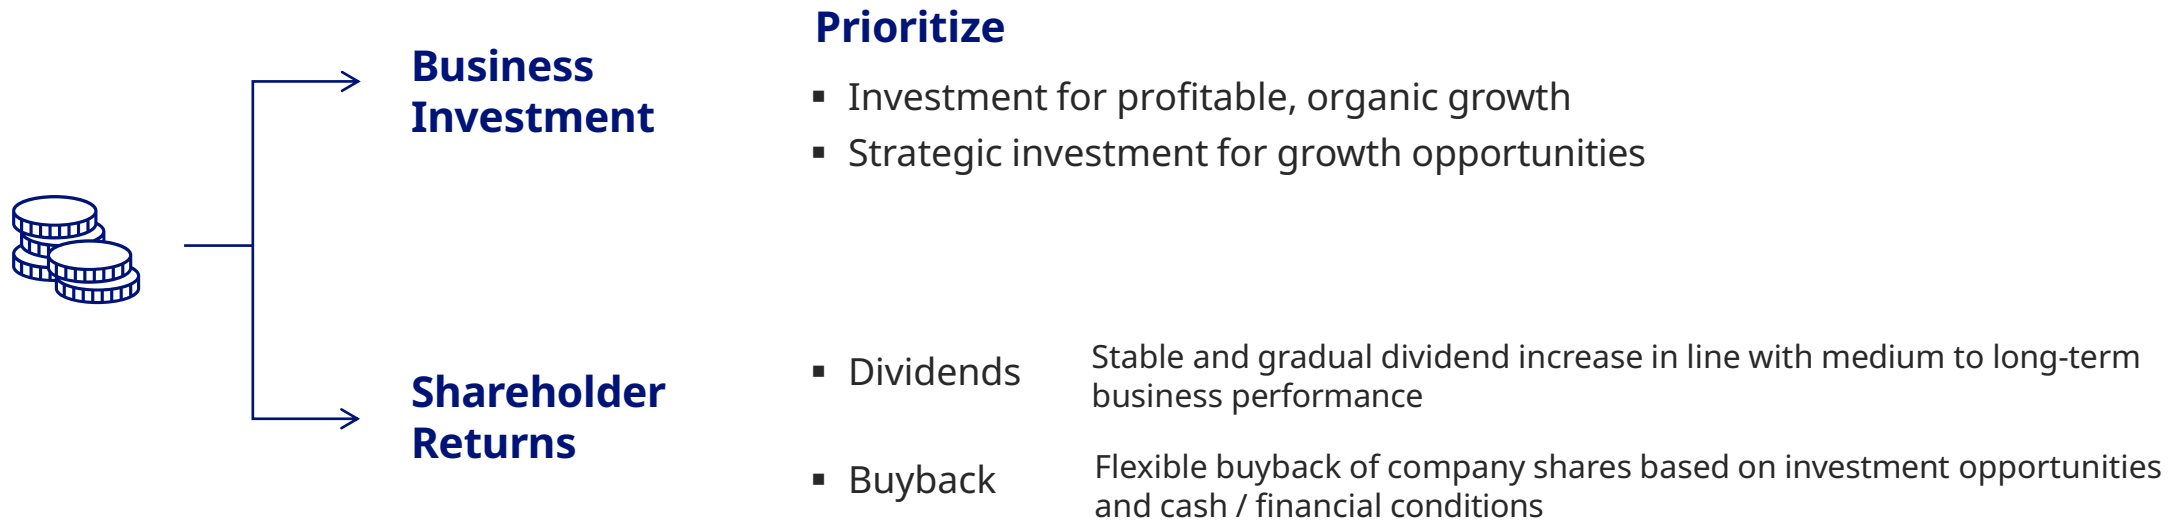 Prioritize
Business
Investment
▪ Investment for profitable, organic growth
▪ Strategic investment for growth opportunities
Shareholder
Returns
▪ Dividends
Stable and gradual dividend increase in line with medium to long-term
business performance
▪ Buyback
Flexible buyback of company shares based on investment opportunities
and cash / financial conditions